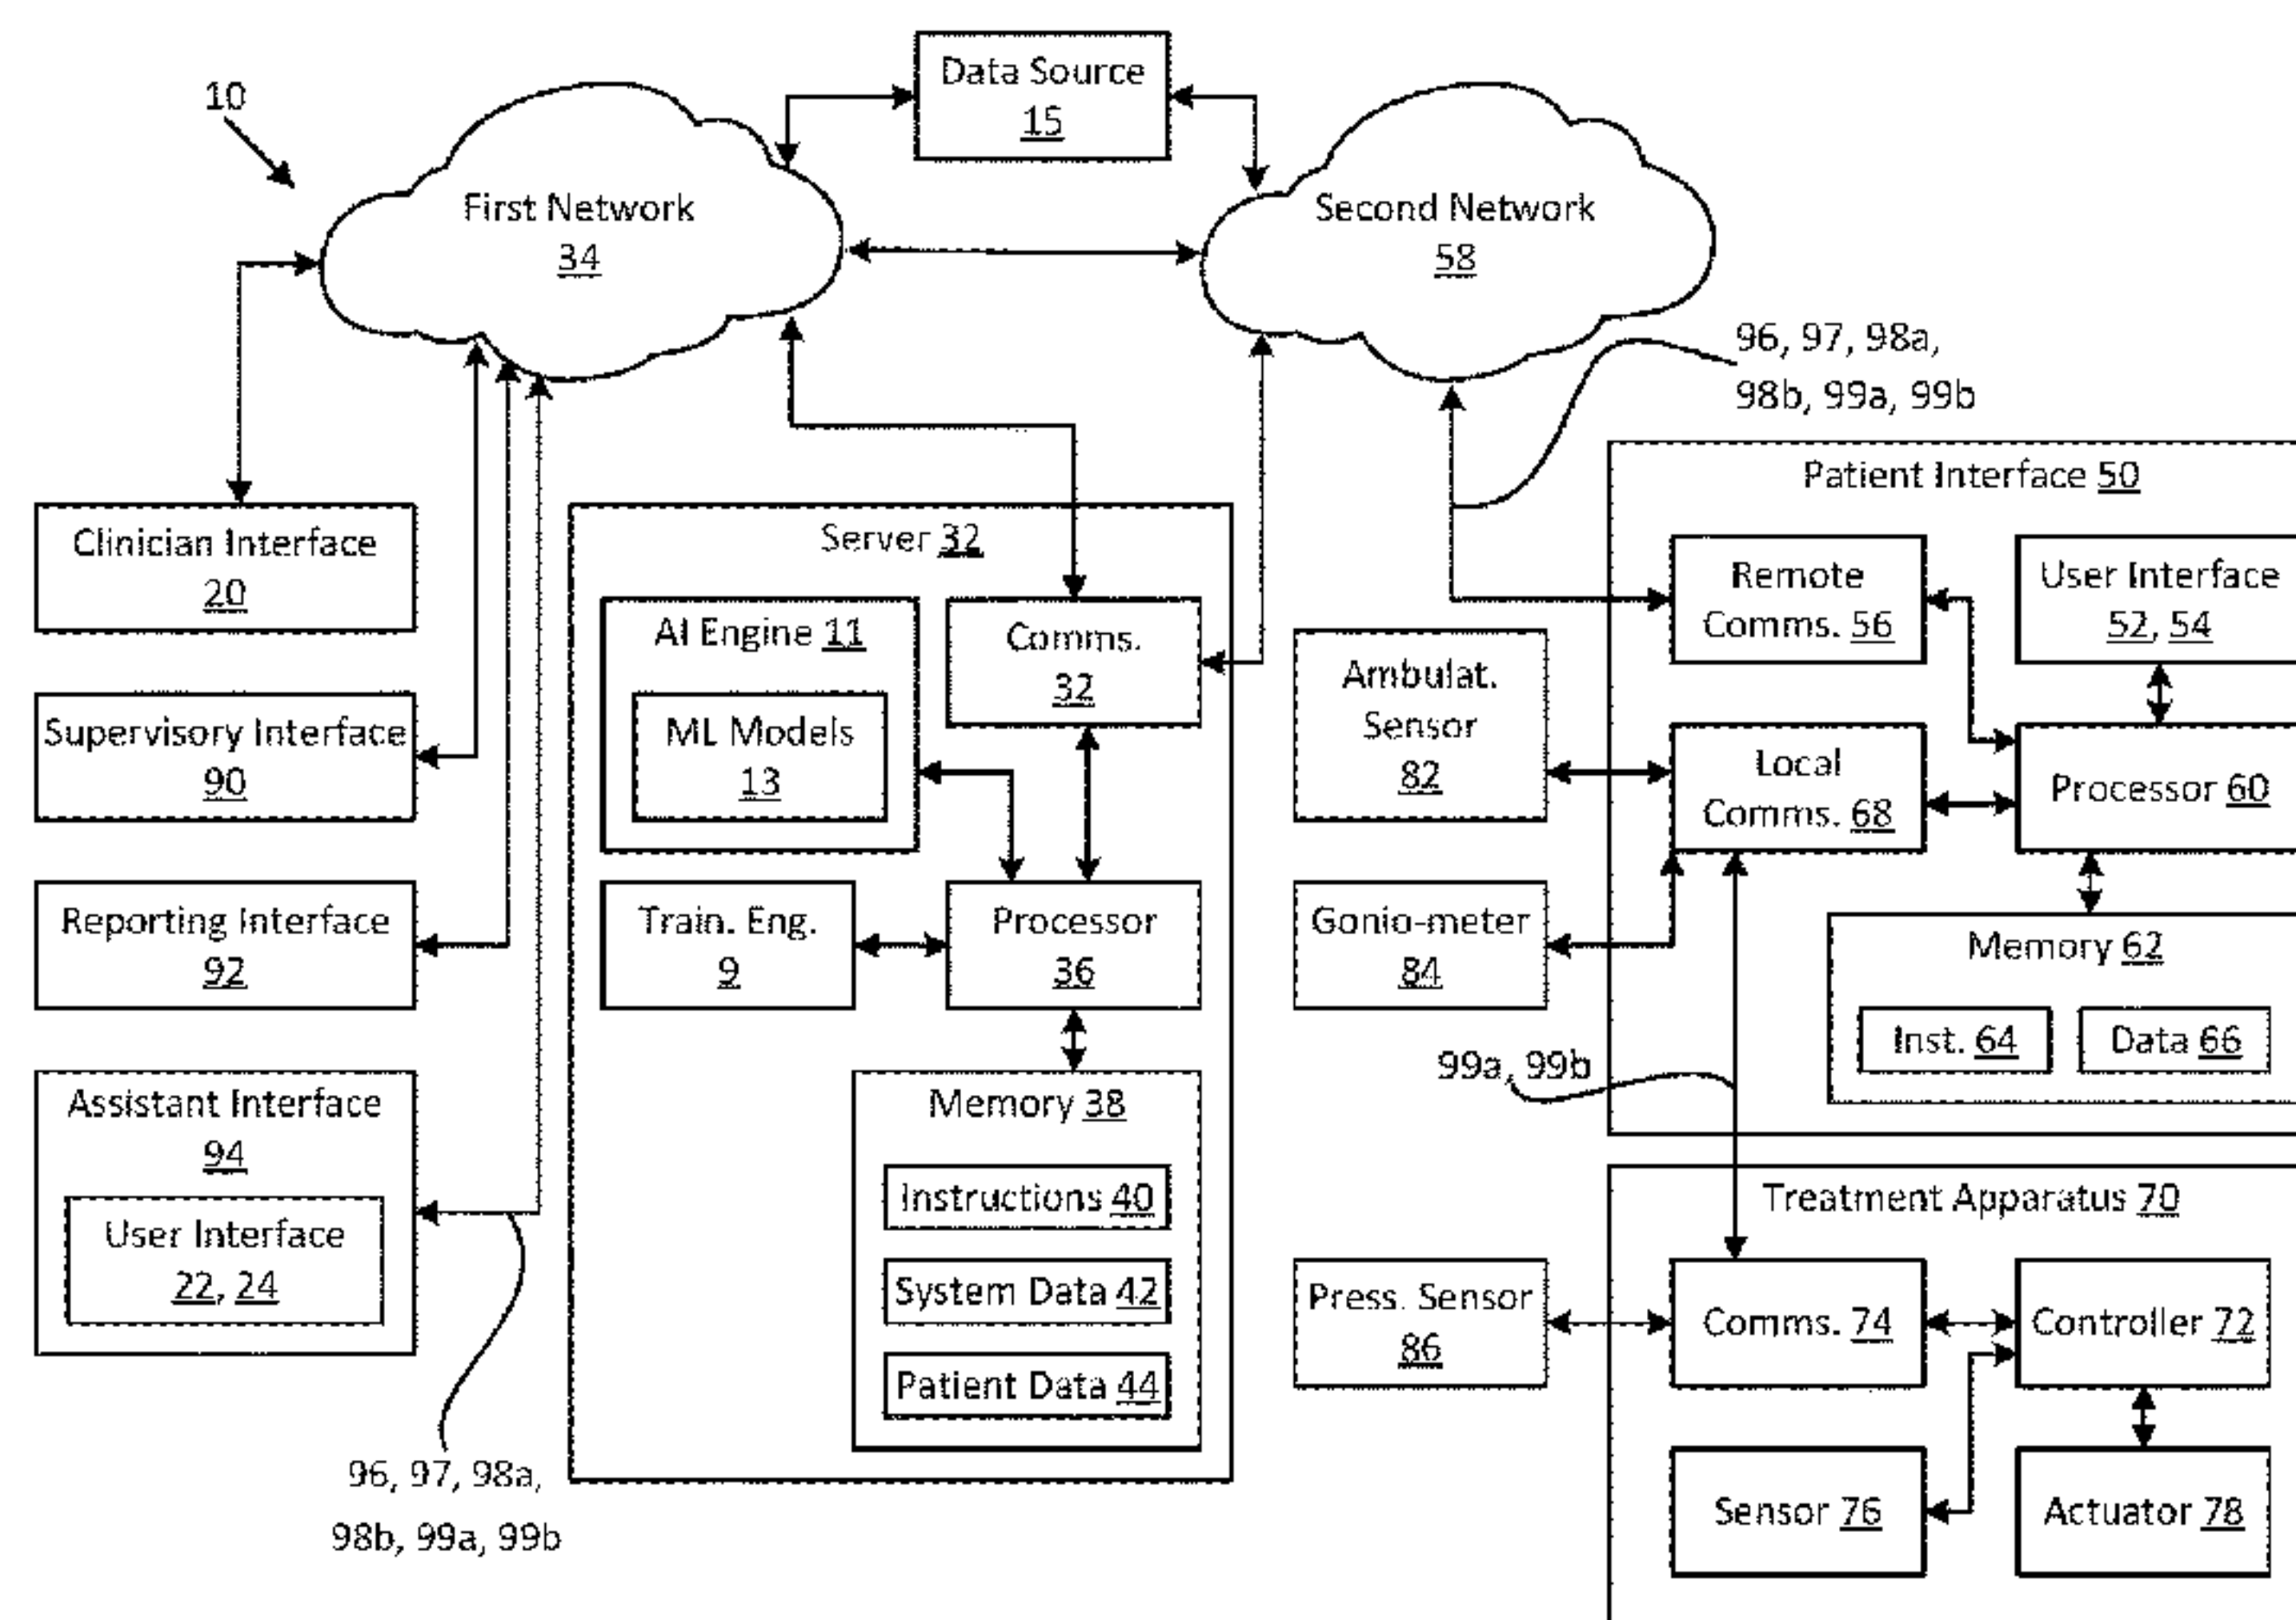 10
Data Source
15
First Network
34
Second Network
58
96, 97, 98a,
98b, 99a, 99b
Clinician Interface
20
Supervisory Interface
90
Reporting Interface
92
Assistant Interface
94
User Interface
22, 24
96, 97, 98a,
98b, 99a, 99b
Server 32
AI Engine 11
ML Models
13
Comms.
32
Train. Eng.
9
Processor
36
Memory 38
Instructions 40
System Data 42
Patient Data 44
Ambulat.
Sensor
82
Gonio-meter
84
99a, 99b
Press. Sensor
86
Patient Interface 50
Remote
Comms. 56
User Interface
52, 54
Local
Comms. 68
Processor 60
Memory 62
Inst. 64
Data 66
Treatment Apparatus 70
Comms. 74
Controller 72
Sensor 76
Actuator 78